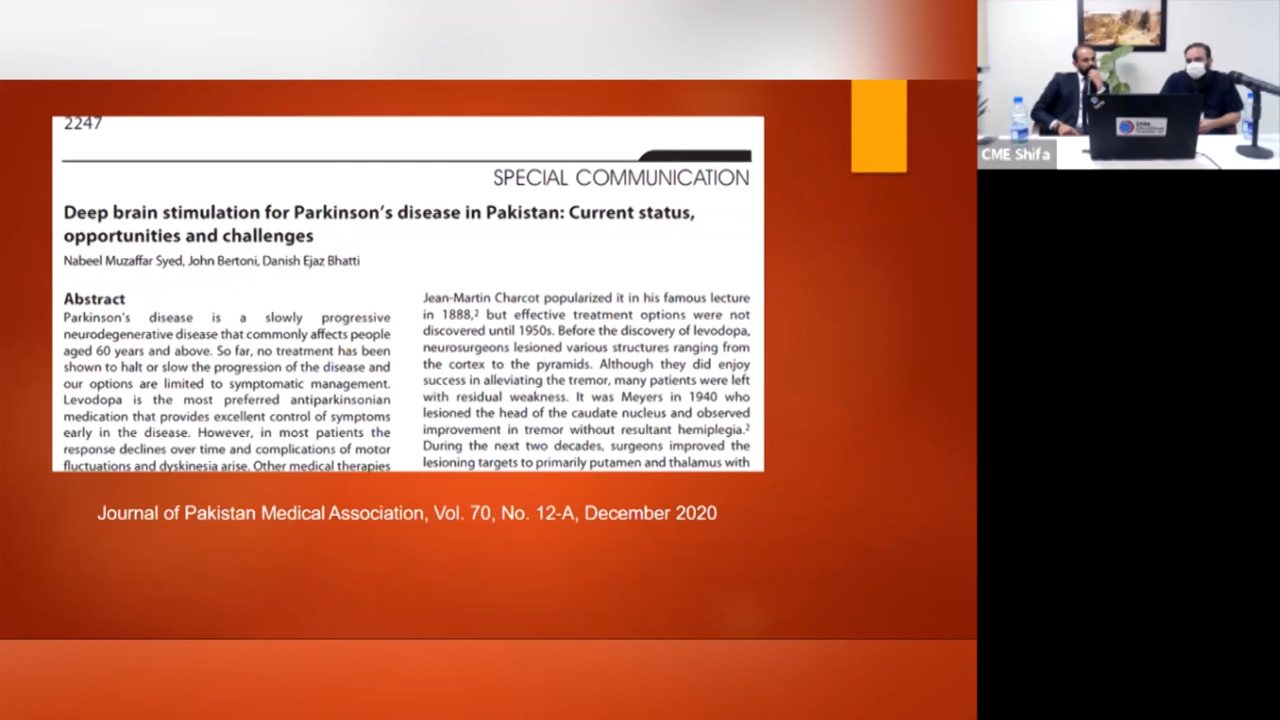 2247
SPECIAL COMMUNICATION
Deep brain stimulation for Parkinson's disease in Pakistan: Current status,
opportunities and challenges
Nabeel Muzaffar Syed, John Bertoni, Danish Ejaz Bhatti
Abstract
Parkinson's disease is a slowly progressive
neurodegenerative disease that commonly affects people
aged 60 years and above. So far, no treatment has been
shown to halt or slow the progression of the disease and
our options are limited to symptomatic management.
Levodopa is the most preferred antiparkinsonian
medication that provides excellent control of symptoms
early in the disease. However, in most patients the
response declines over time and complications of motor
fluctuations and dyskinesia arise. Other medical therapies
Jean-Martin Charcot popularized it in his famous lecture
in 1888,² but effective treatment options were not
discovered until 1950s. Before the discovery of levodopa,
neurosurgeons lesioned various structures ranging from
the cortex to the pyramids. Although they did enjoy
success in alleviating the tremor, many patients were left
with residual weakness. It was Meyers in 1940 who
lesioned the head of the caudate nucleus and observed
improvement in tremor without resultant hemiplegia.²
During the next two decades, surgeons improved the
lesioning targets to primarily putamen and thalamus with
Journal of Pakistan Medical Association, Vol. 70, No. 12-A, December 2020
CME Shifa